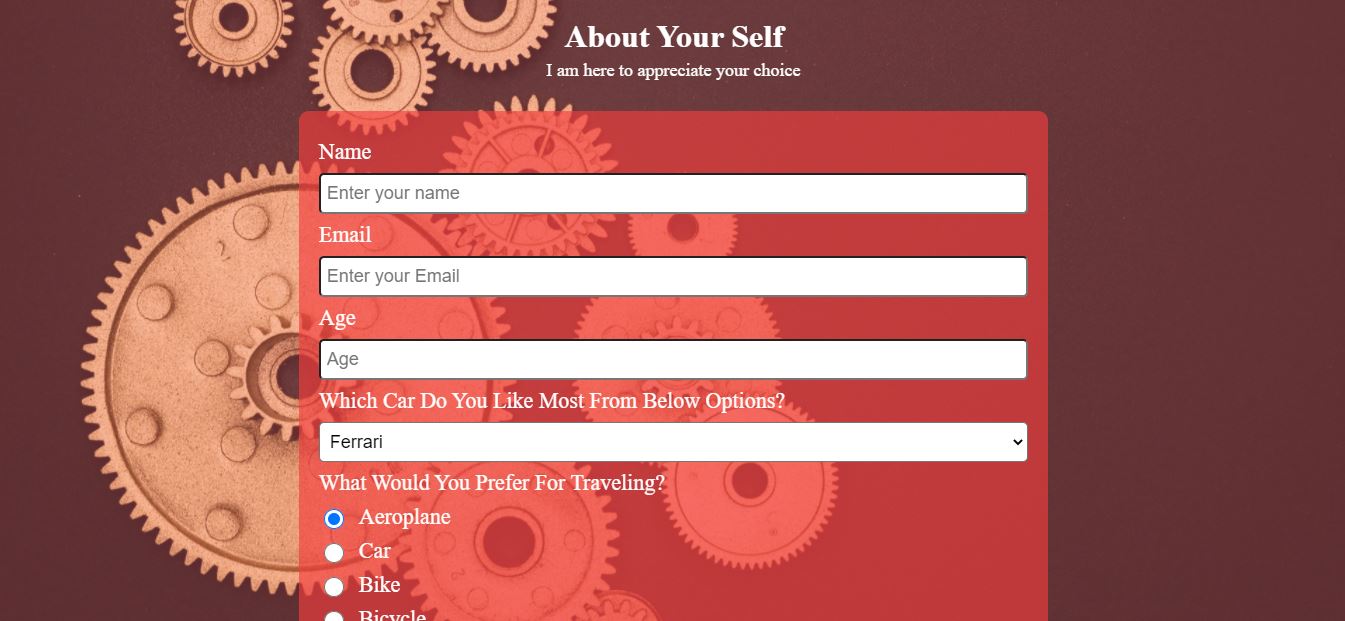 About Your Self
I am here to appreciate your choice
Name
Enter your name
Email
Enter your Email
Age
Age
Which Car Do You Like Most From Below Options?
Ferrari
What Would You Prefer For Traveling?
Aeroplane
Car
Bike
Bicycle